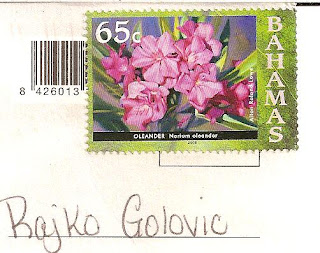 65c
BAHAMAS
OLEANDER Nerium oleander
8 426013
Rajko Golovic